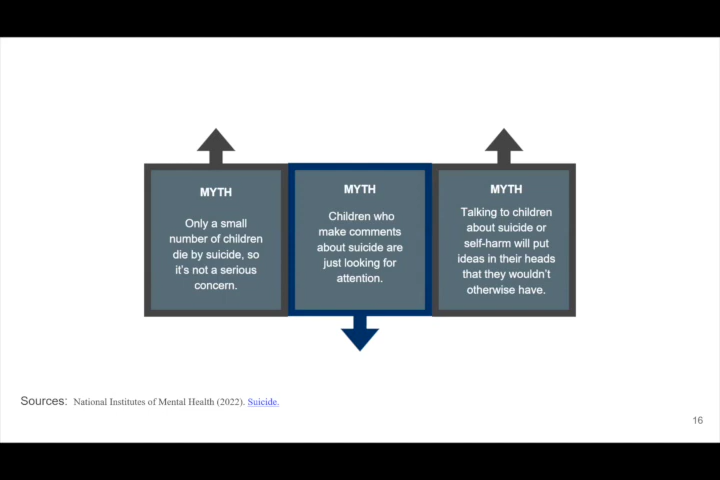 MYTH
Only a small
number of children
die by suicide, so
it's not a serious
concern.
MYTH
Children who
make comments
about suicide are
just looking for
attention.
MYTH
Talking to children
about suicide or
self-harm will put
ideas in their heads
that they wouldn't
otherwise have.
Sources: National Institutes of Mental Health (2022). Suicide.
16